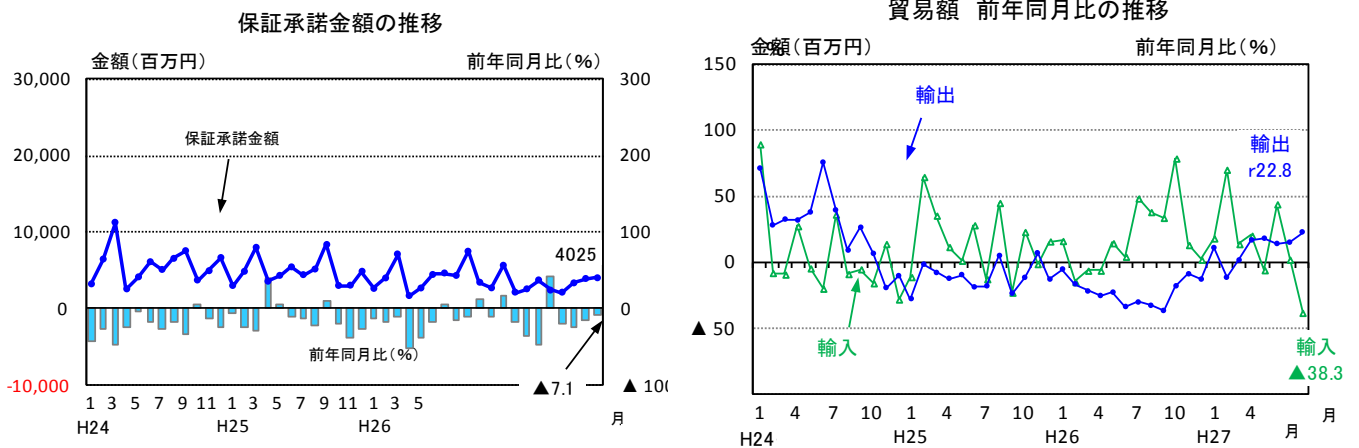 保証承諾金額の推移
金額（百万円）
前年同月比（%）
30,000
300
保証承諾金額
20,000
200
10,000
100
4025
0
0
前年同月比（%）
-10,000
▲7.1
▲ 100
1 3 5 7 9 11 1 3 5 7 9 11 1 3 5
月
H24
H25
H26
貿易額 前年同月比の推移
金額（百万円）
%
前年同月比（%）
150
輸出
100
輸出
r22.8
50
0
▲ 50
輸入
輸入
▲38.3
1 4 7 10 1 4 7 10 1 4 7 10 1 4
月
月
H24
H25
H26
H27